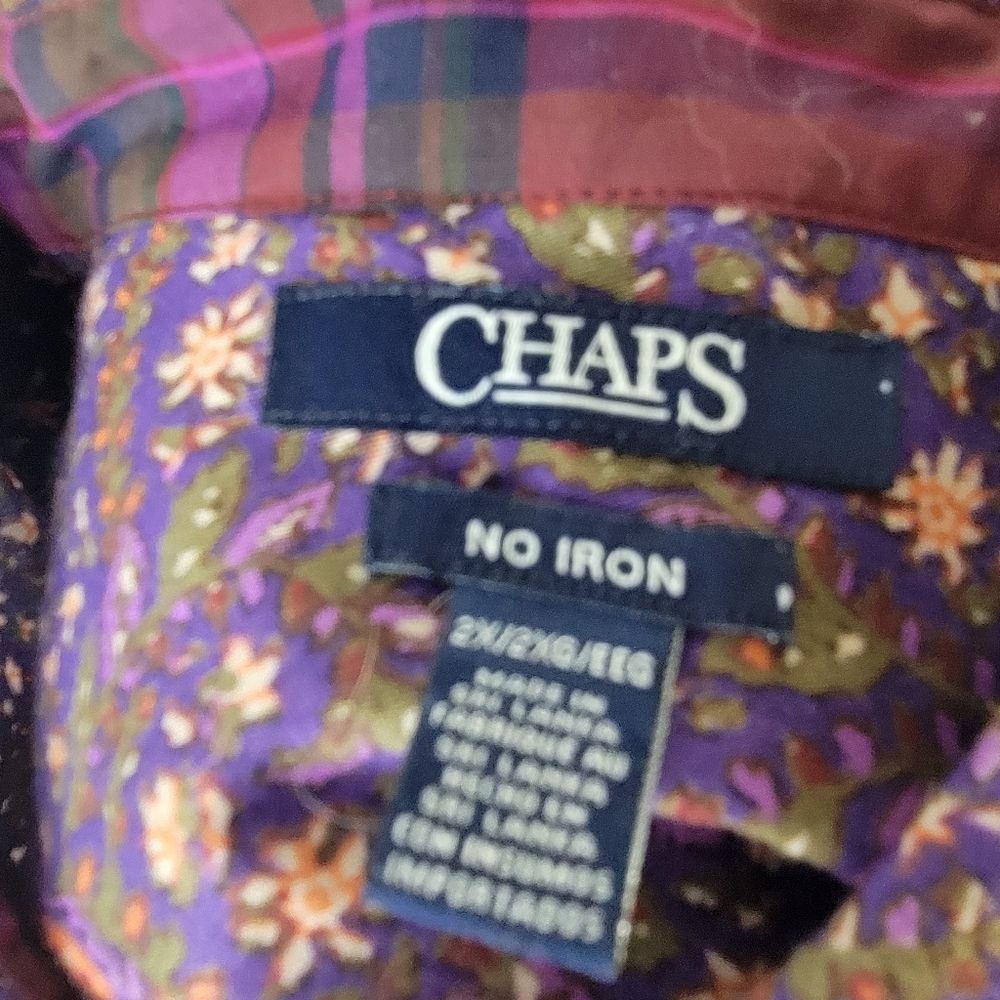 CHAPS
NO IRON
2X/2XG/EEG
MADE IN
SRI LANKA
FABRIQUE AU
SRI LANKA
HECHO EN
SRI LANKA
CON INSUMOS
IMPORTADOS